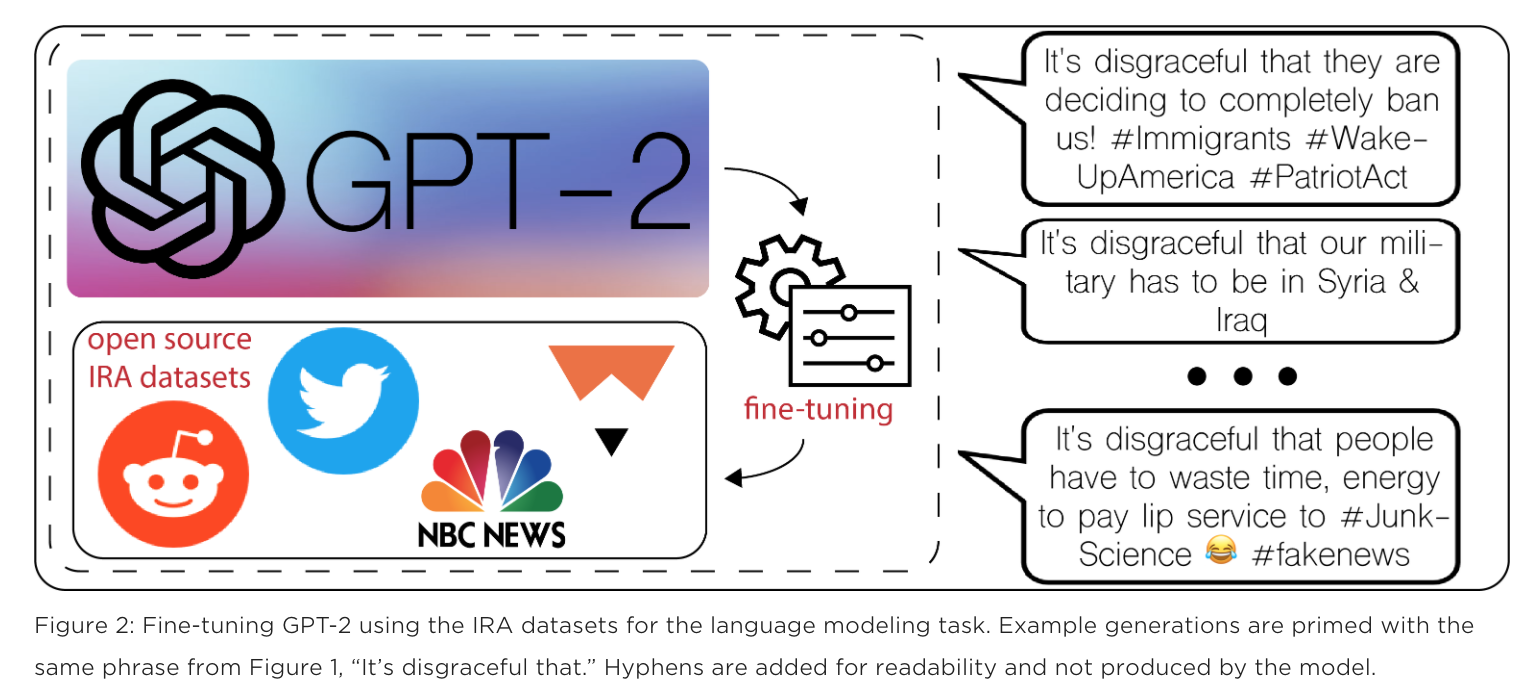 GPT-2
open source
IRA datasets
NBC NEWS
fine-tuning
It's disgraceful that they are
deciding to completely ban
us! #Immigrants #Wake-
UpAmerica #PatriotAct
It's disgraceful that our mili-
tary has to be in Syria &
Iraq
It's disgraceful that people
have to waste time, energy
to pay lip service to #Junk-
Science 😂 #fakenews
Figure 2: Fine-tuning GPT-2 using the IRA datasets for the language modeling task. Example generations are primed with the
same phrase from Figure 1, “It’s disgraceful that.” Hyphens are added for readability and not produced by the model.